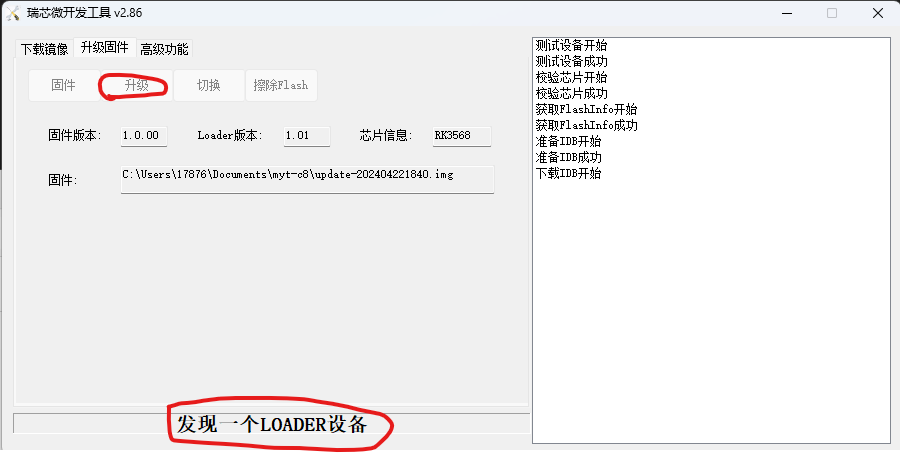 瑞芯微开发工具 v2.86
下载镜像 升级固件 高级功能
固件 升级 切换 擦除Flash
固件版本: 1.0.00 Loader版本: 1.01 芯片信息: RK3568
固件: C:\Users\17876\Documents\myt-c8\update-202404221840.img
发现一个LOADER设备
测试设备开始
测试设备成功
校验芯片开始
校验芯片成功
获取FlashInfo开始
获取FlashInfo成功
准备IDB开始
准备IDB成功
下载IDB开始